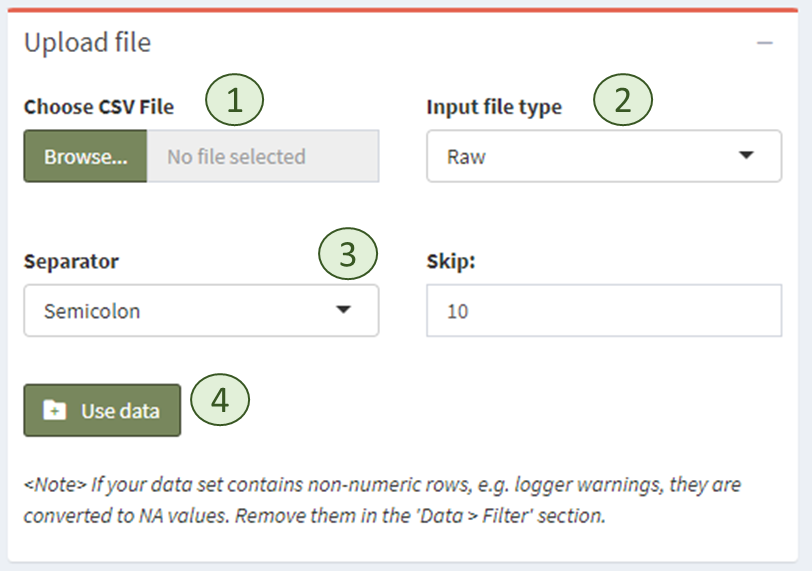 Upload file
Choose CSV File 1
Input file type 2
Browse... No file selected
Raw
Separator 3
Skip:
Semicolon
10
Use data 4
<Note> If your data set contains non-numeric rows, e.g. logger warnings, they are
converted to NA values. Remove them in the 'Data > Filter' section.